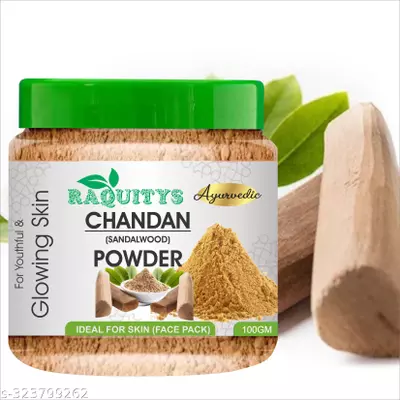 For Youthful &
Glowing Skin
RAQUITYS
Ayurvedic
CHANDAN
(SANDALWOOD)
POWDER
IDEAL FOR SKIN (FACE PACK)
100GM
s-323799262